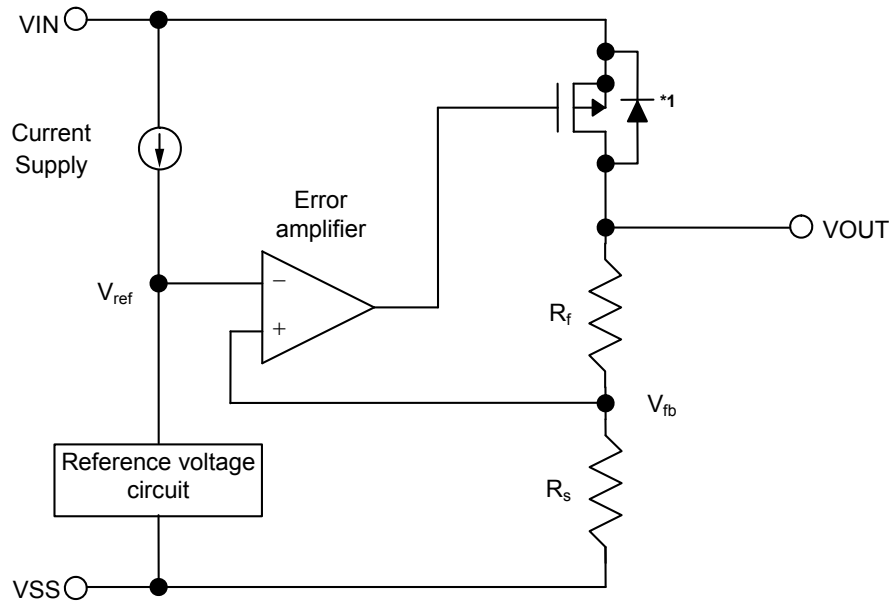 VIN
*1
Current
Supply
Error
amplifier
VOUT
Vref
−
+
Rf
Vfb
Reference voltage
circuit
Rs
VSS